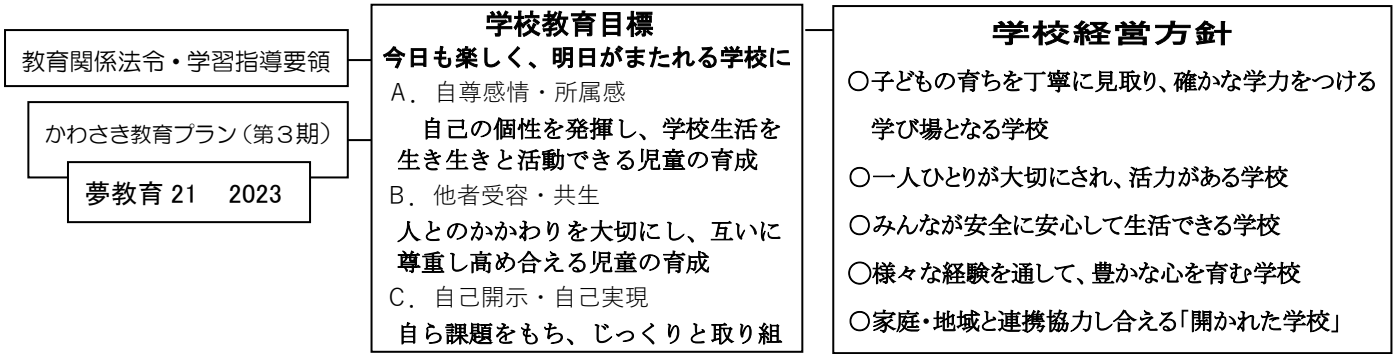 教育関係法令・学習指導要領
かわさき教育プラン（第３期）
夢教育 21　2023
学校教育目標
今日も楽しく、明日がまたれる学校に
Ａ．自尊感情・所属感
自己の個性を発揮し、学校生活を
生き生きと活動できる児童の育成
Ｂ．他者受容・共生
人とのかかわりを大切にし、互いに
尊重し高め合える児童の育成
Ｃ．自己開示・自己実現
自ら課題をもち、じっくりと取り組
学校経営方針
○子どもの育ちを丁寧に見取り、確かな学力をつける
学び場となる学校
○一人ひとりが大切にされ、活力がある学校
○みんなが安全に安心して生活できる学校
○様々な経験を通して、豊かな心を育む学校
○家庭・地域と連携協力し合える「開かれた学校」